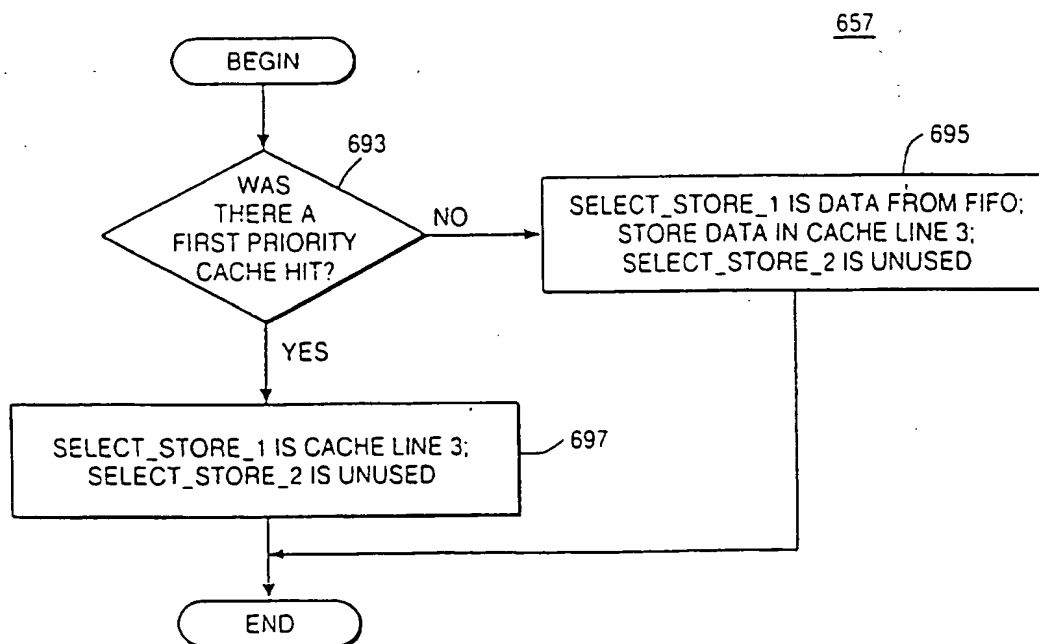 657
BEGIN
693
WAS
THERE A
FIRST PRIORITY
CACHE HIT?
NO
695
SELECT_STORE_1 IS DATA FROM FIFO;
STORE DATA IN CACHE LINE 3;
SELECT_STORE_2 IS UNUSED
YES
SELECT_STORE_1 IS CACHE LINE 3;
SELECT_STORE_2 IS UNUSED
697
END